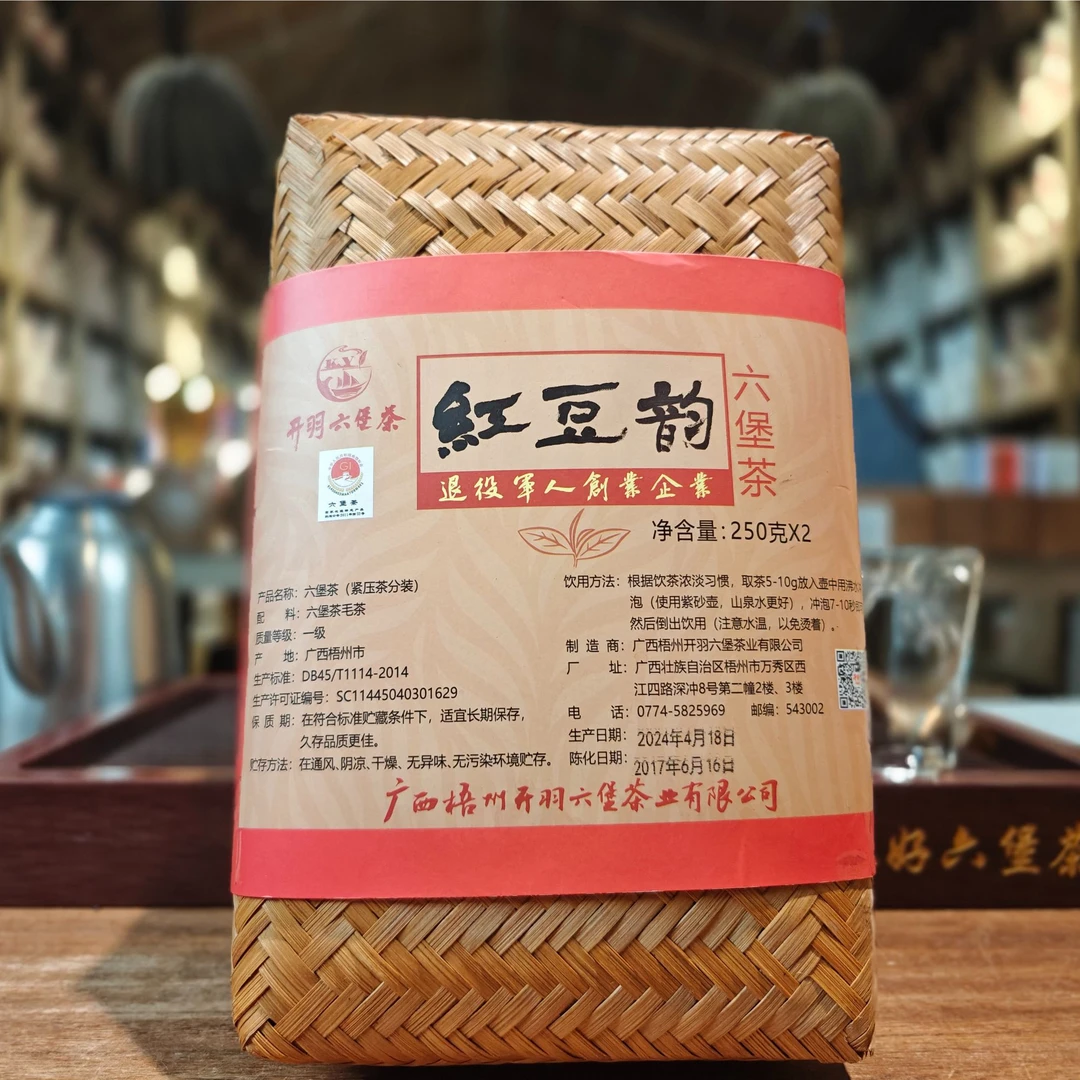 K Y
开羽六堡茶
GI
六堡茶
紅豆韵
退役軍人創業企業
六堡茶
净含量:250克X2
产品名称:六堡茶(紧压茶分装)
配 料:六堡茶毛茶
质量等级:一级
产 地:广西梧州市
生产标准:DB45/T1114-2014
生产许可证编号:SC11445040301629
保 质 期:在符合标准贮藏条件下,适宜长期保存,
久存品质更佳。
贮存方法:在通风、阴凉、干燥、无异味、无污染环境贮存。
饮用方法:根据饮茶浓淡习惯,取茶5-10g放入壶中用沸水
泡(使用紫砂壶,山泉水更好),冲泡7-10秒
然后倒出饮用(注意水温,以免烫着)。
制 造 商:广西梧州开羽六堡茶业有限公司
厂 址:广西壮族自治区梧州市万秀区西
江四路深冲8号第二幢2楼、3楼
电 话:0774-5825969 邮编:543002
生产日期:2024年4月18日
陈化日期:2017年6月16日
广西梧州开羽六堡茶业有限公司
好六堡茶